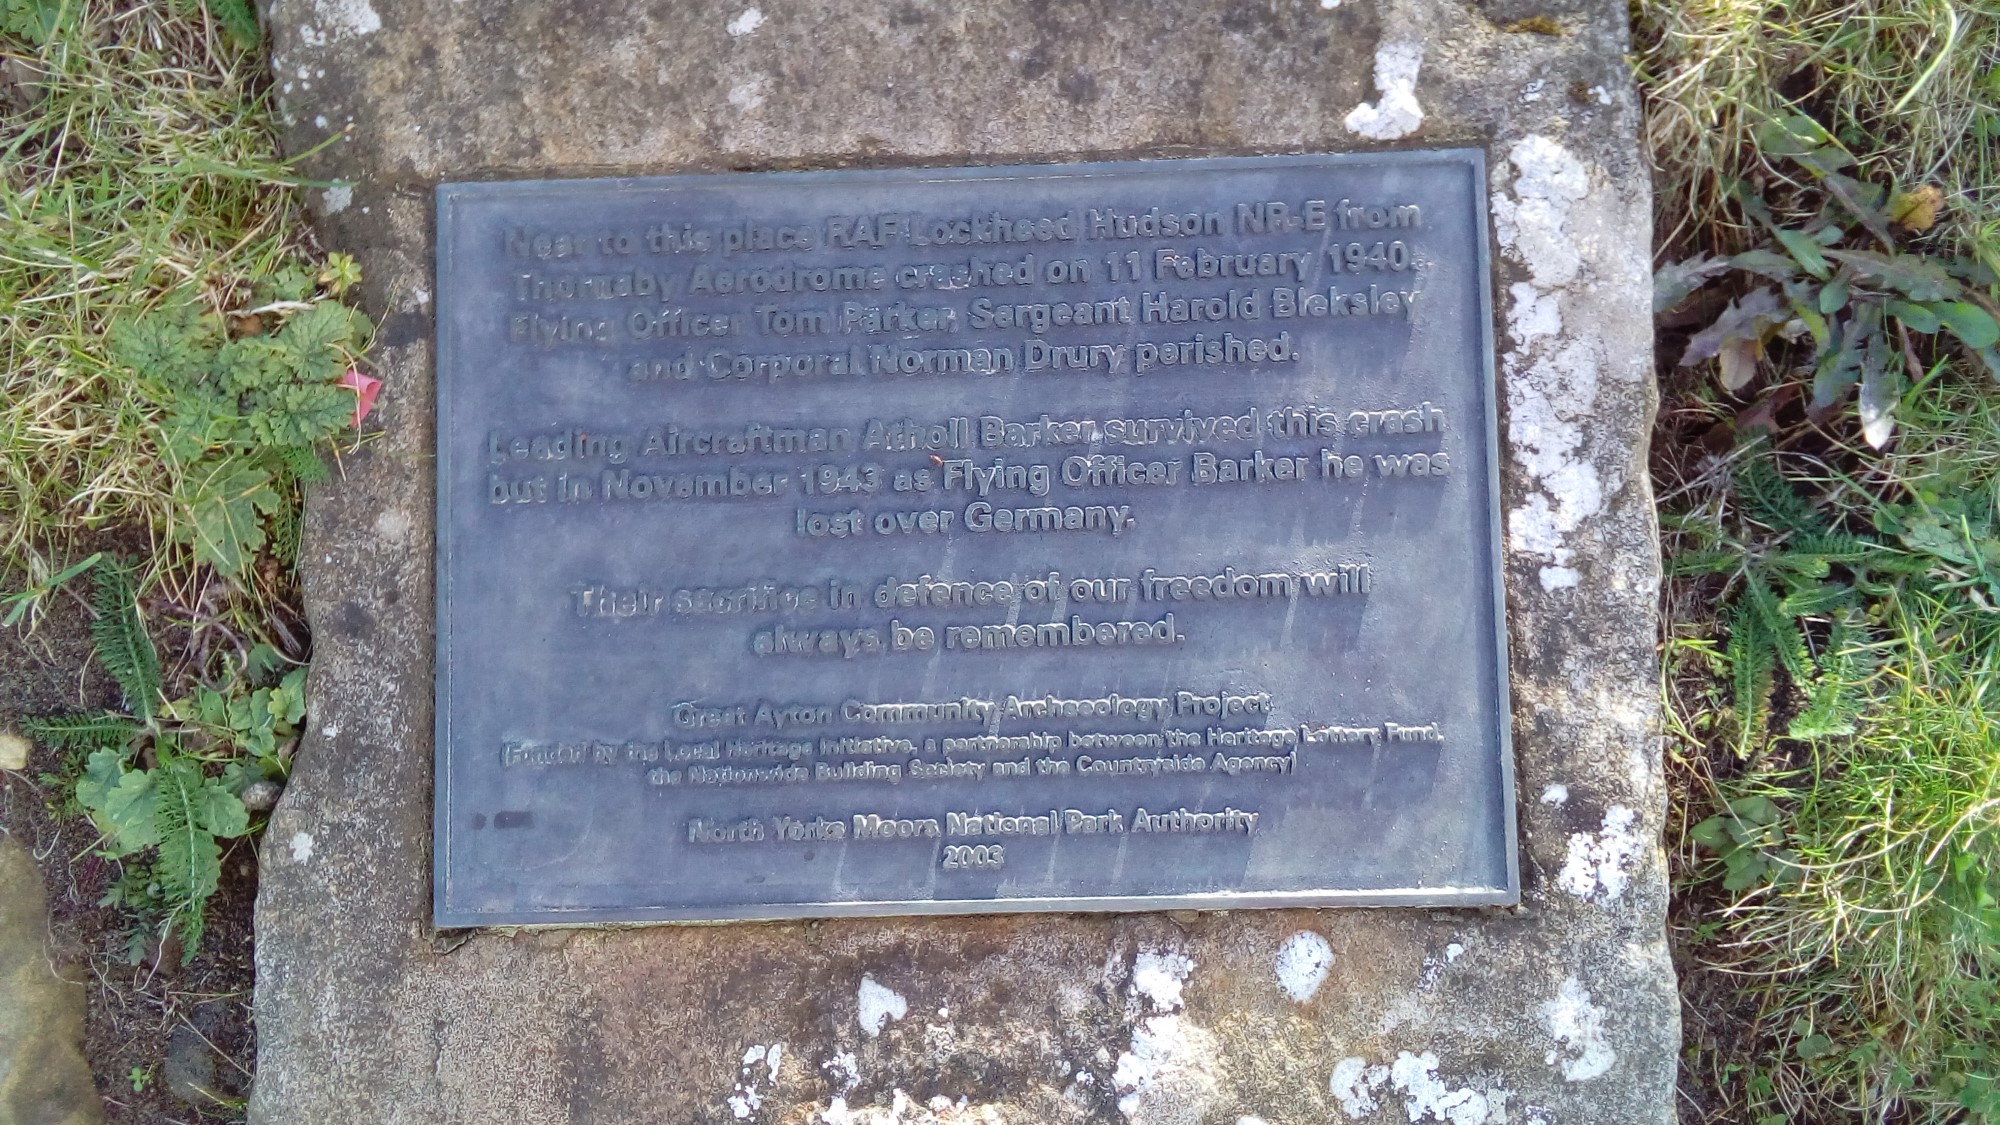 Near to this place RAF Lockheed Hudson NR-E from
Thornaby Aerodrome crashed on 11 February 1940.
Flying Officer Tom Parker, Sergeant Harold Bleksley
and Corporal Norman Drury perished.
Leading Aircraftman Atholl Barker survived this crash
but in November 1943 as Flying Officer Barker he was
lost over Germany.
Their sacrifice in defence of our freedom will
always be remembered.
Great Ayton Community Archaeology Project
(Funded by the Local Heritage Initiative, a partnership between the Heritage Lottery Fund,
the Nationwide Building Society and the Countryside Agency)
North Yorks Moors National Park Authority
2003